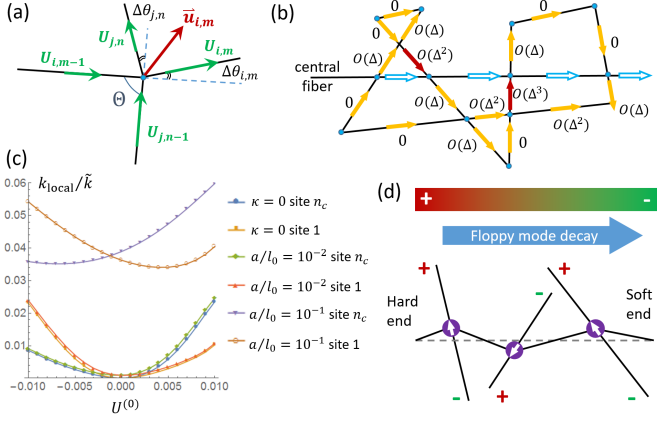 (a)
Δθj,n
u⃗i,m
Uj,n
Ui,m
Ui,m−1
Δθi,m
Θ
Uj,n−1
(b)
0
0
O(Δ)
O(Δ²)
0
O(Δ)
central
fiber
O(Δ)
O(Δ)
O(Δ²)
O(Δ³)
0
O(Δ)
0
O(Δ)
0
O(Δ²)
(c)
klocal/k̃
0.06
0.05
0.04
0.03
0.02
0.01
−0.010
−0.005
0.000
0.005
0.010
U⁽⁰⁾
κ = 0 site nc
κ = 0 site 1
a/l0 = 10⁻² site nc
a/l0 = 10⁻² site 1
a/l0 = 10⁻¹ site nc
a/l0 = 10⁻¹ site 1
(d)
+
-
Floppy mode decay
+
+
Hard
end
-
Soft
end
-
+
-